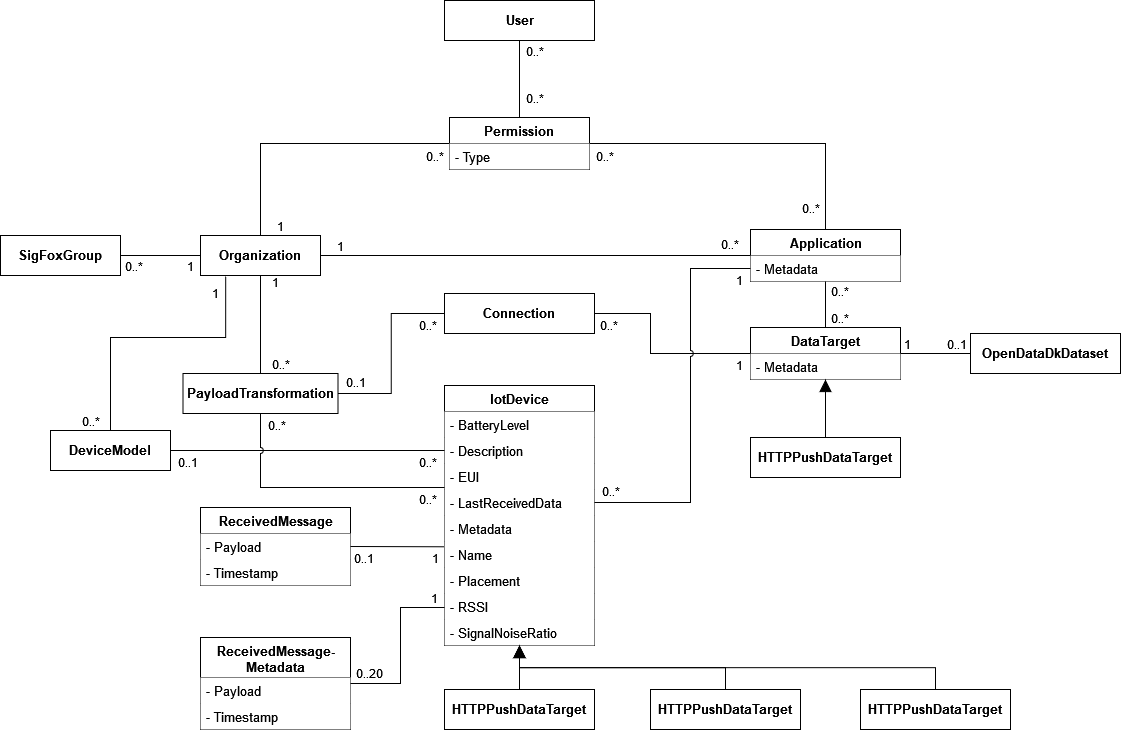 User
0..*
0..*
Permission
- Type
0..*
0..*
0..*
1
SigFoxGroup
0..*
1
Organization
1
0..*
Application
- Metadata
1
0..*
1
1
Connection
0..*
0..*
0..*
DataTarget
- Metadata
1
1
0..1
OpenDataDkDataset
0..*
PayloadTransformation
0..1
0..*
HTTPPushDataTarget
0..*
DeviceModel
0..1
0..*
0..*
IotDevice
- BatteryLevel
- Description
- EUI
- LastReceivedData
- Metadata
- Name
- Placement
- RSSI
- SignalNoiseRatio
0..*
ReceivedMessage
- Payload
- Timestamp
0..1
1
1
ReceivedMessage-
Metadata
- Payload
- Timestamp
0..20
HTTPPushDataTarget
HTTPPushDataTarget
HTTPPushDataTarget